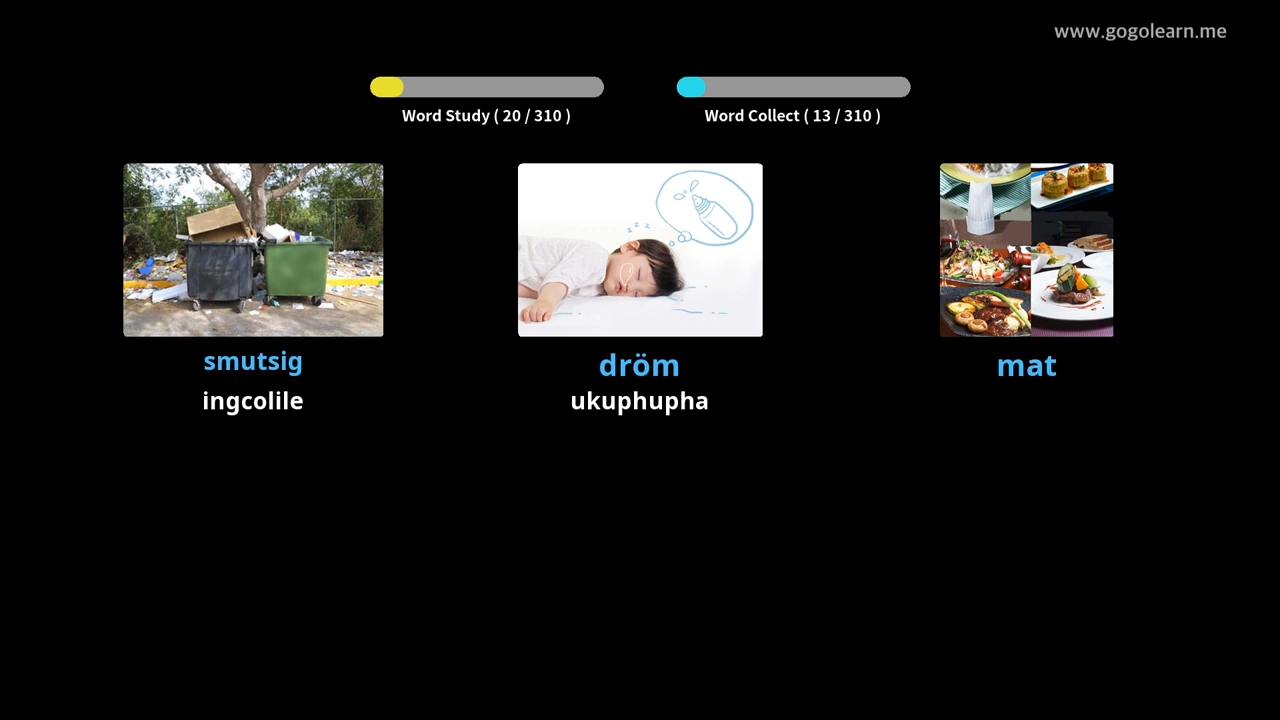 www.gogolearn.me
Word Study ( 20 / 310 )
Word Collect ( 13 / 310 )
smutsig
dröm
mat
ingcolile
ukuphupha